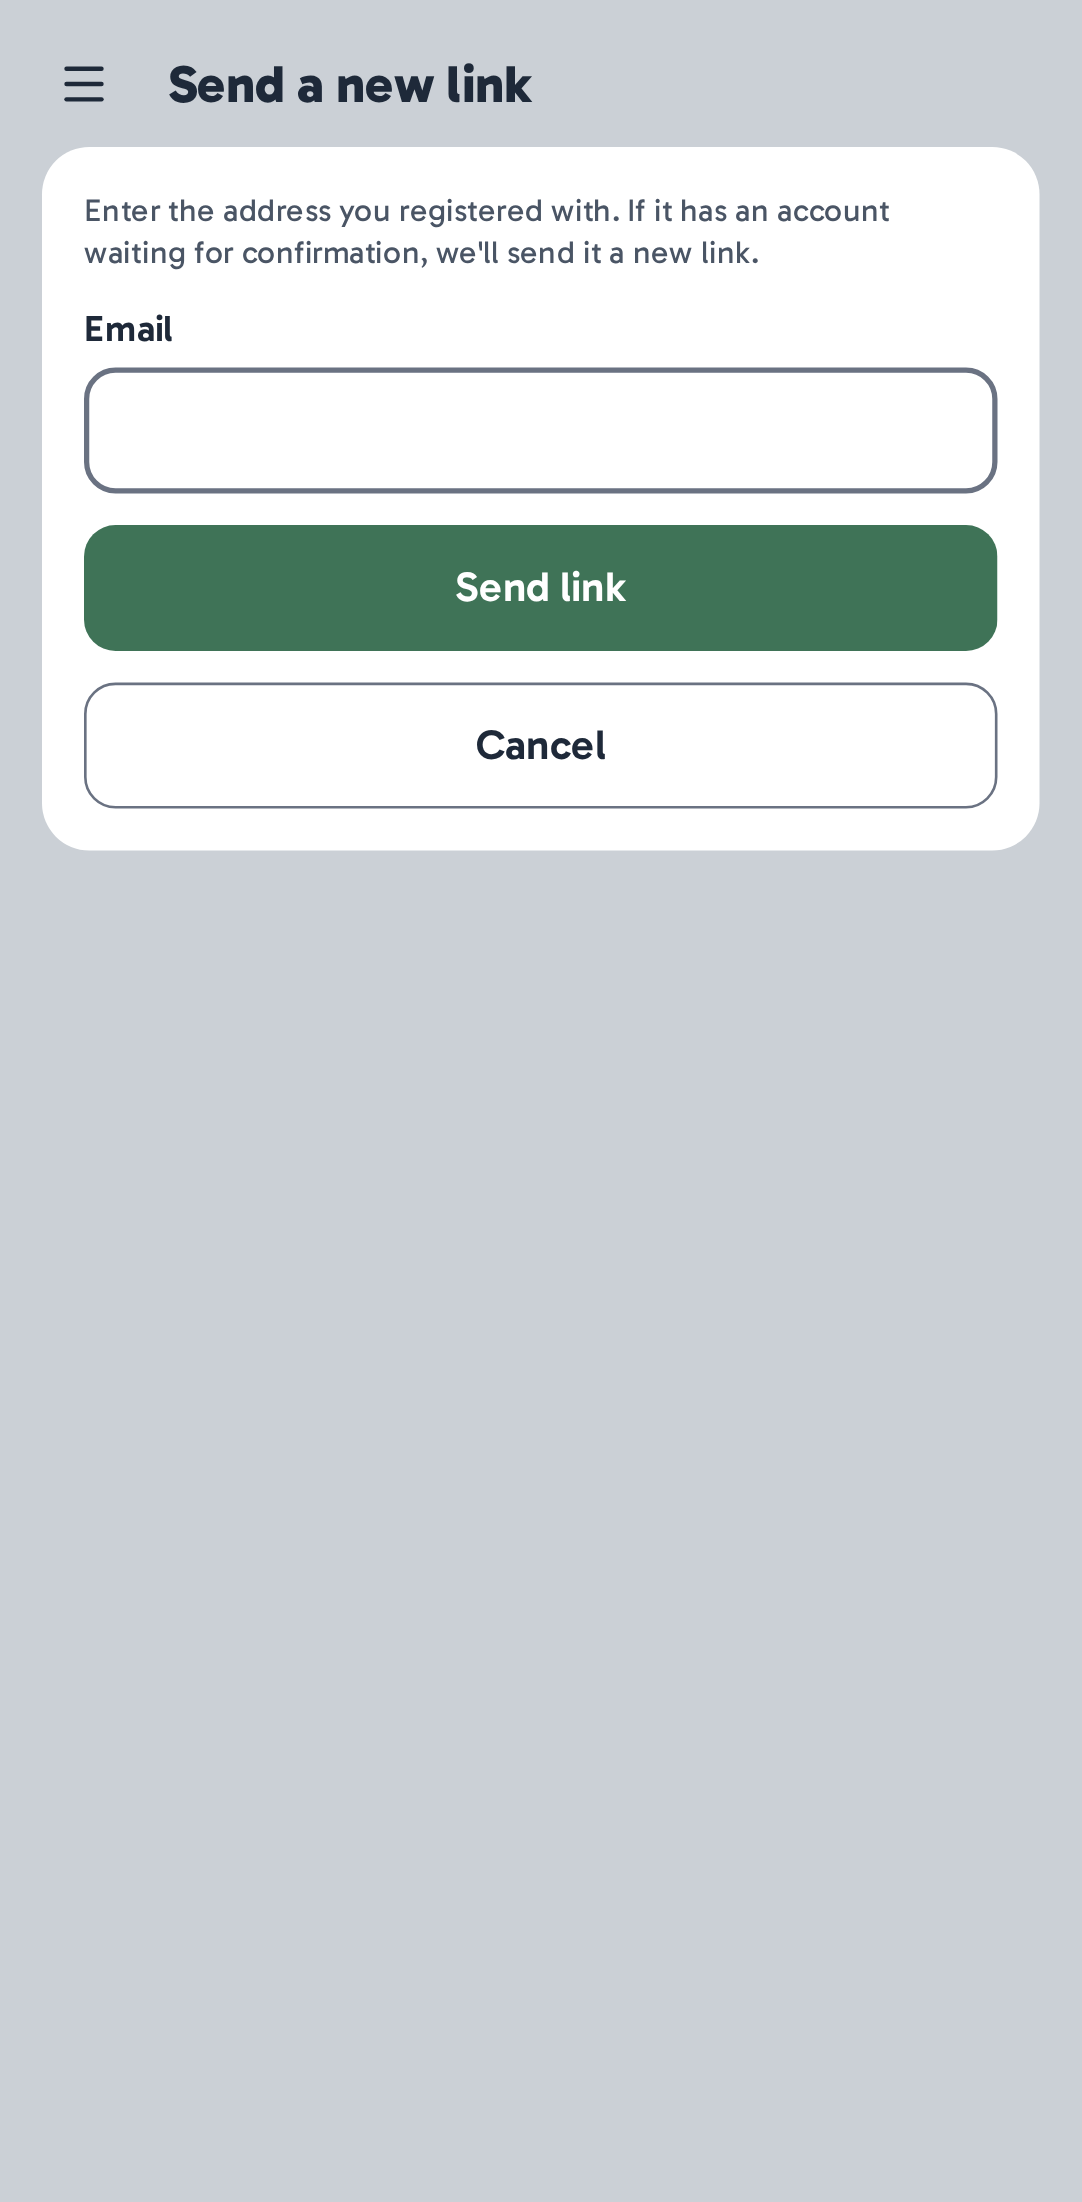 Send a new link
Enter the address you registered with. If it has an account
waiting for confirmation, we'll send it a new link.
Email
Send link
Cancel